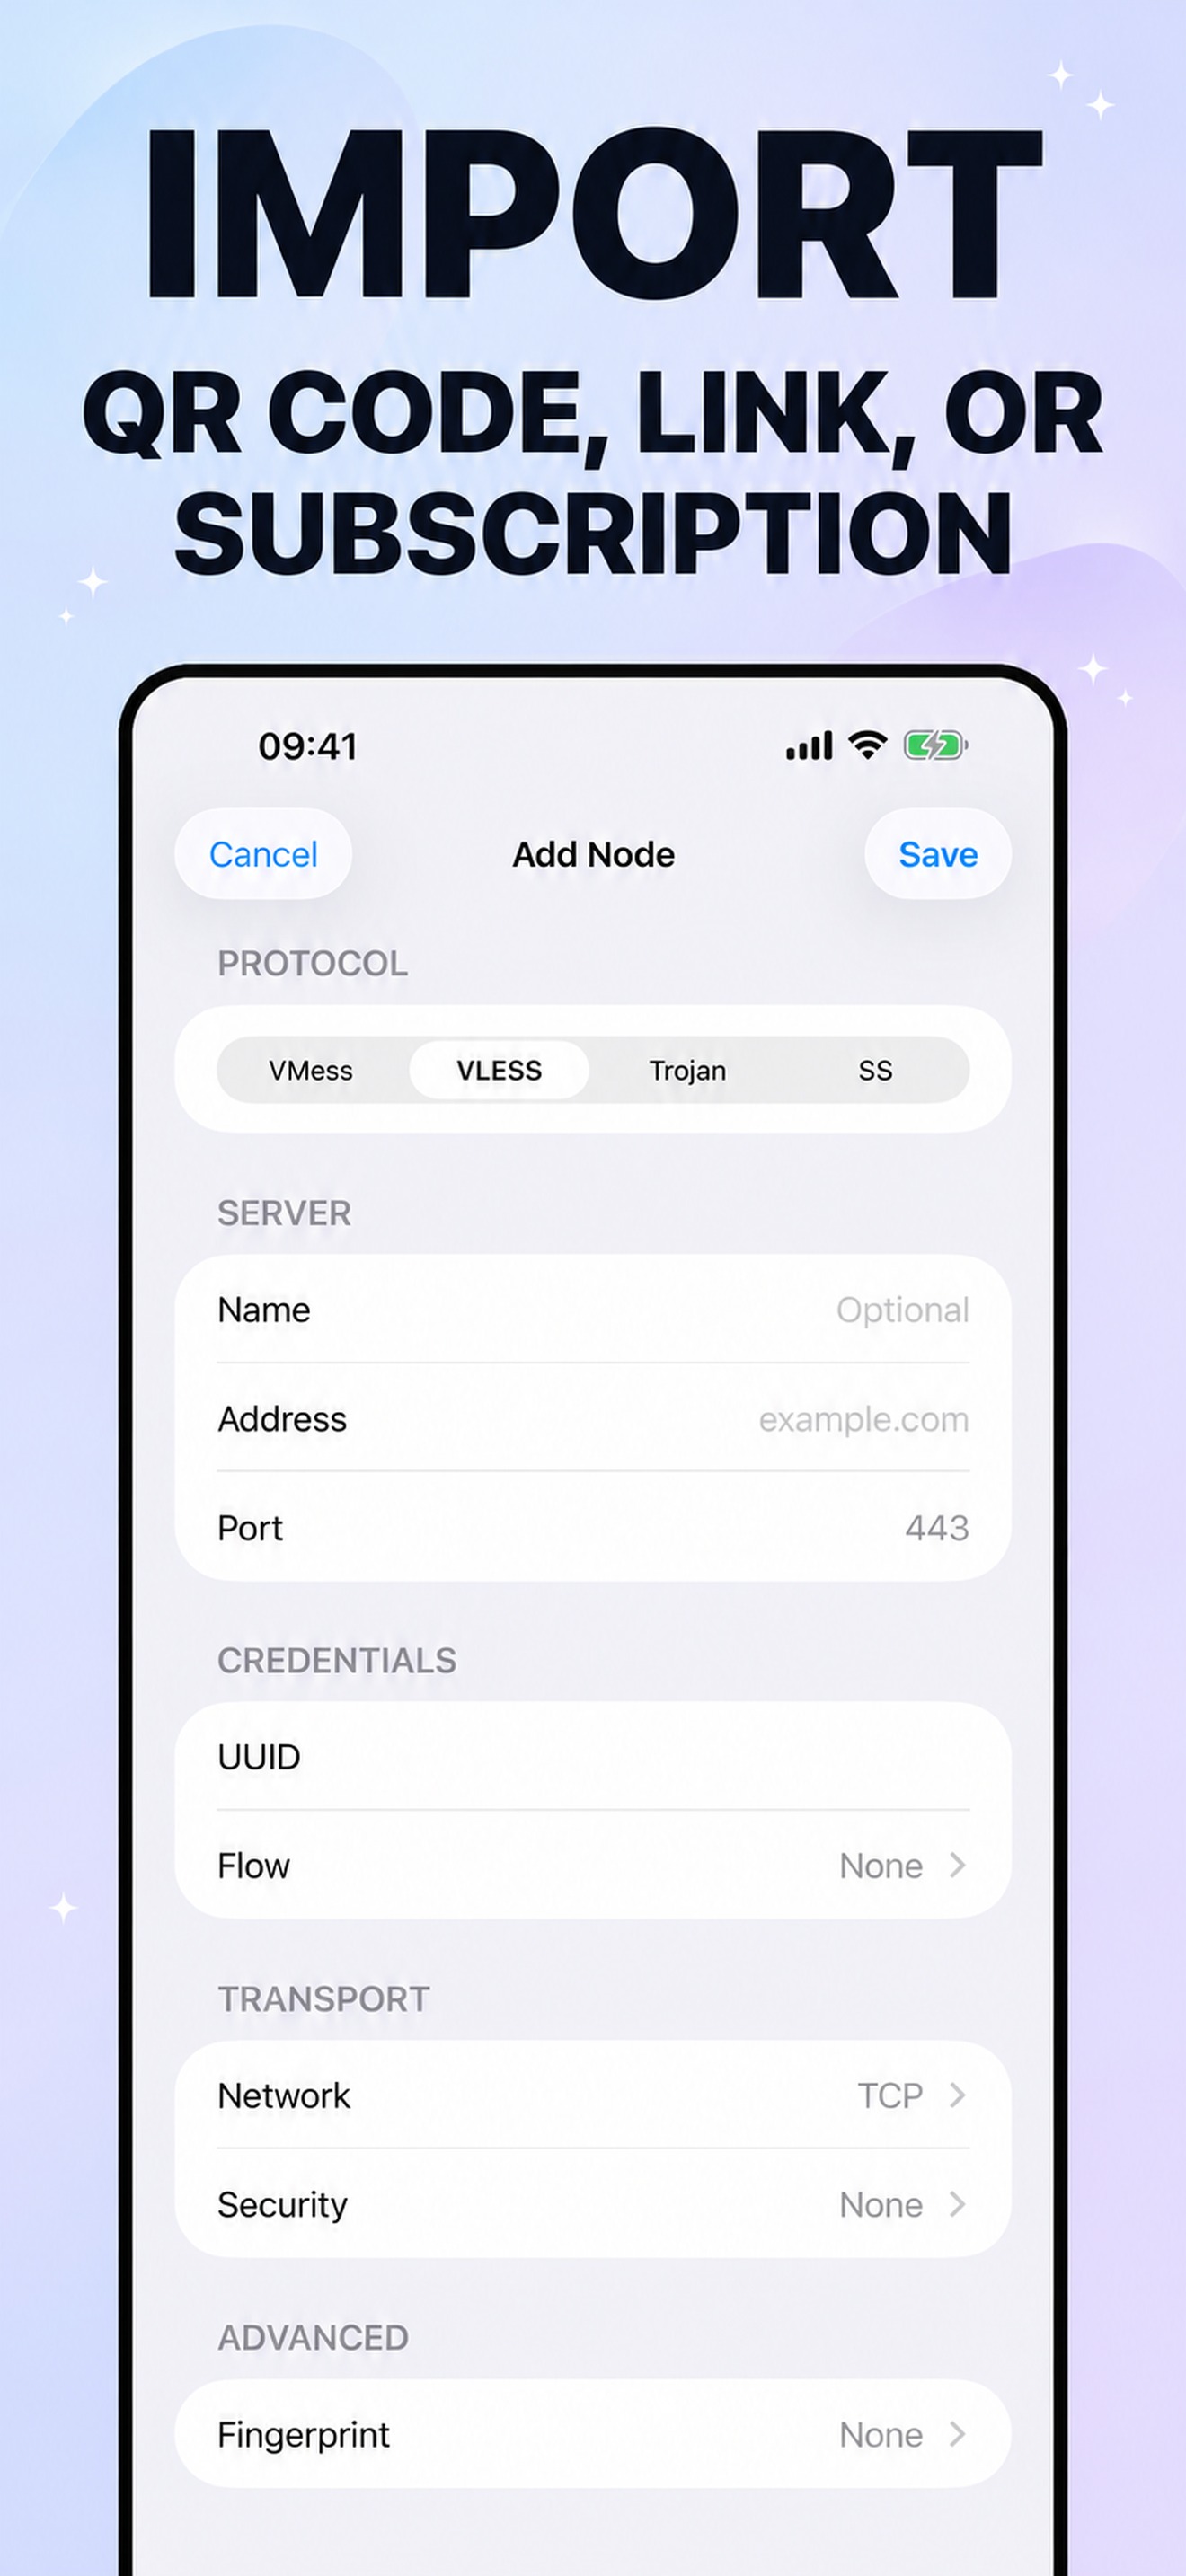 IMPORT
QR CODE, LINK, OR
SUBSCRIPTION
09:41
Cancel Add Node Save
PROTOCOL
VMess VLESS Trojan SS
SERVER
Name Optional
Address example.com
Port 443
CREDENTIALS
UUID
Flow None
TRANSPORT
Network TCP
Security None
ADVANCED
Fingerprint None